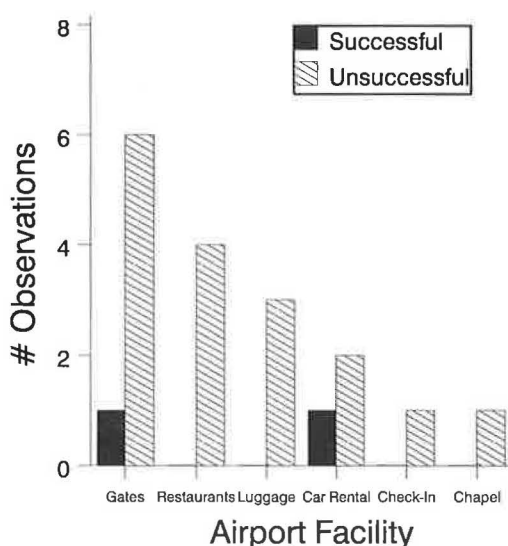 8
Successful
Unsuccessful
6
4
2
0
# Observations
Gates Restaurants Luggage Car Rental Check-In Chapel
Airport Facility